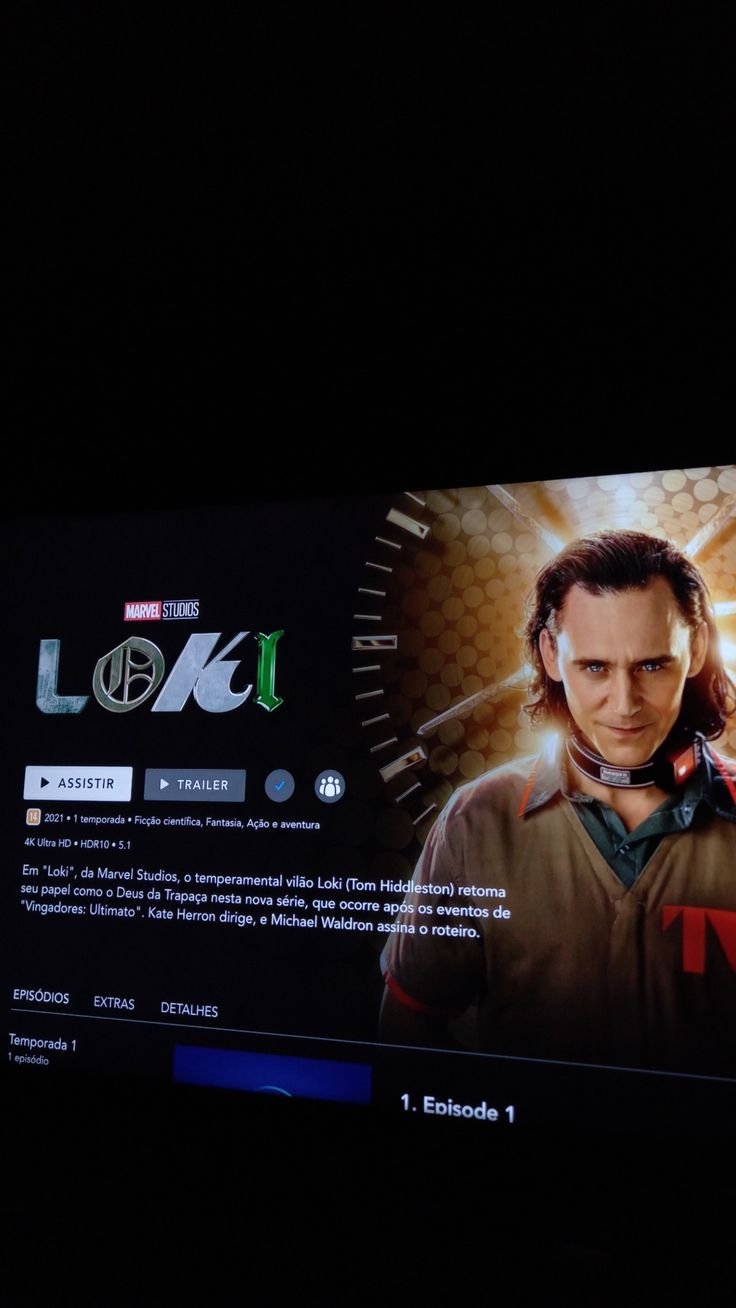 MARVEL STUDIOS
LOKI
ASSISTIR
TRAILER
14 2021 • 1 temporada • Ficção científica, Fantasia, Ação e aventura
4K Ultra HD • HDR10 • 5.1
Em "Loki", da Marvel Studios, o temperamental vilão Loki (Tom Hiddleston) retoma
seu papel como o Deus da Trapaça nesta nova série, que ocorre após os eventos de
"Vingadores: Ultimato". Kate Herron dirige, e Michael Waldron assina o roteiro.
EPISÓDIOS
EXTRAS
DETALHES
Temporada 1
1 episódio
1. Episode 1